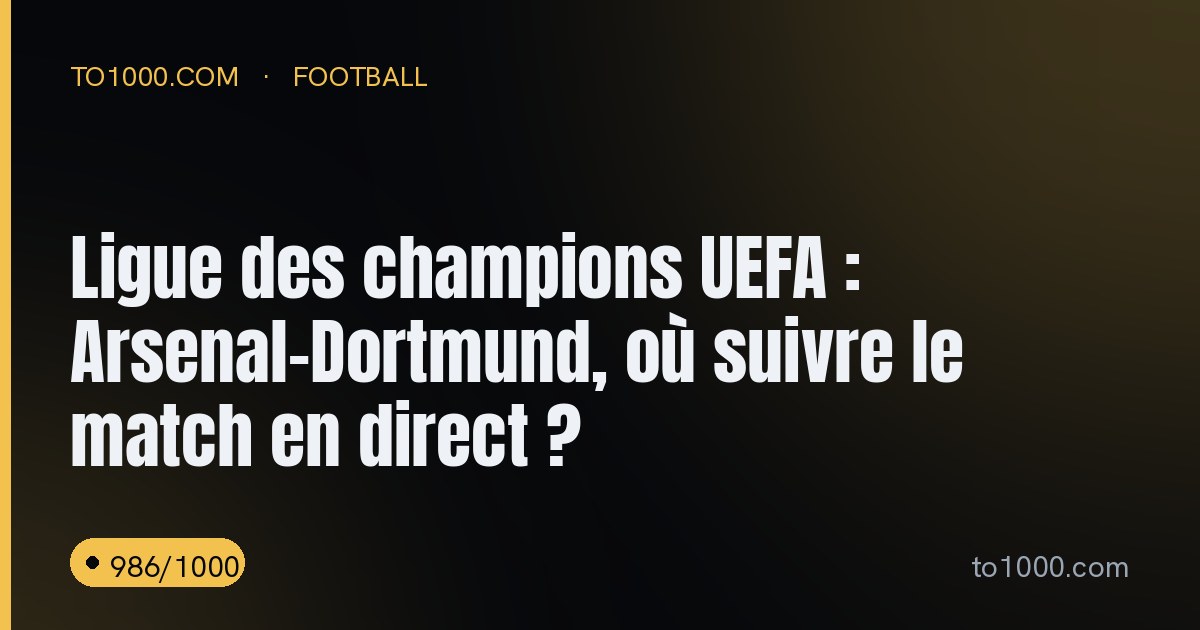 TO1000.COM · FOOTBALL
Ligue des champions UEFA :
Arsenal-Dortmund, où suivre le
match en direct ?
986/1000
to1000.com